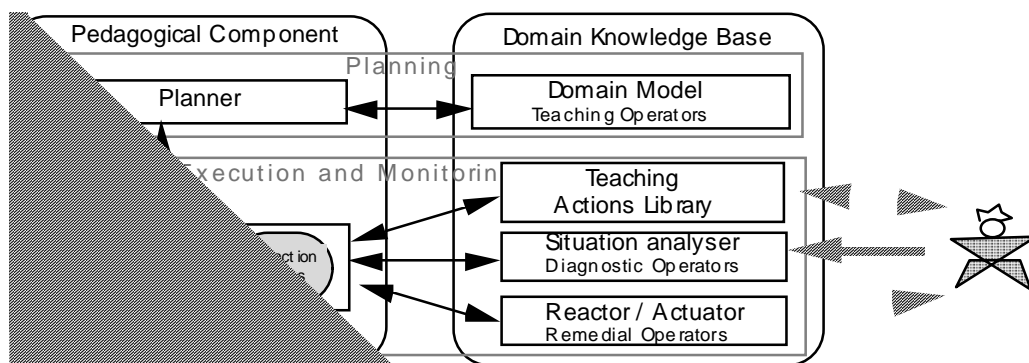 Pedagogical Component
Domain Knowledge Base
Planning
Planner
Domain Model
Teaching Operators
Execution and Monitorin
Teaching
Actions Library
Situation analyser
Diagnostic Operators
Reactor / Actuator
Remedial Operators